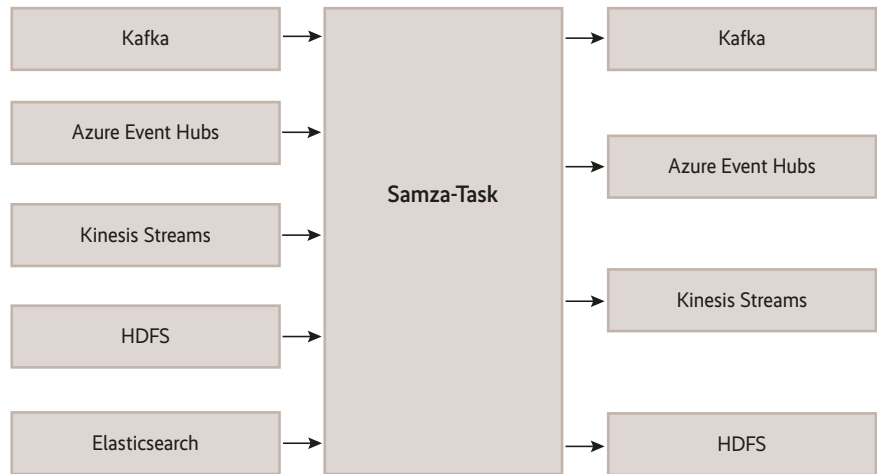 Kafka
Azure Event Hubs
Kinesis Streams
HDFS
Elasticsearch
Samza-Task
Kafka
Azure Event Hubs
Kinesis Streams
HDFS